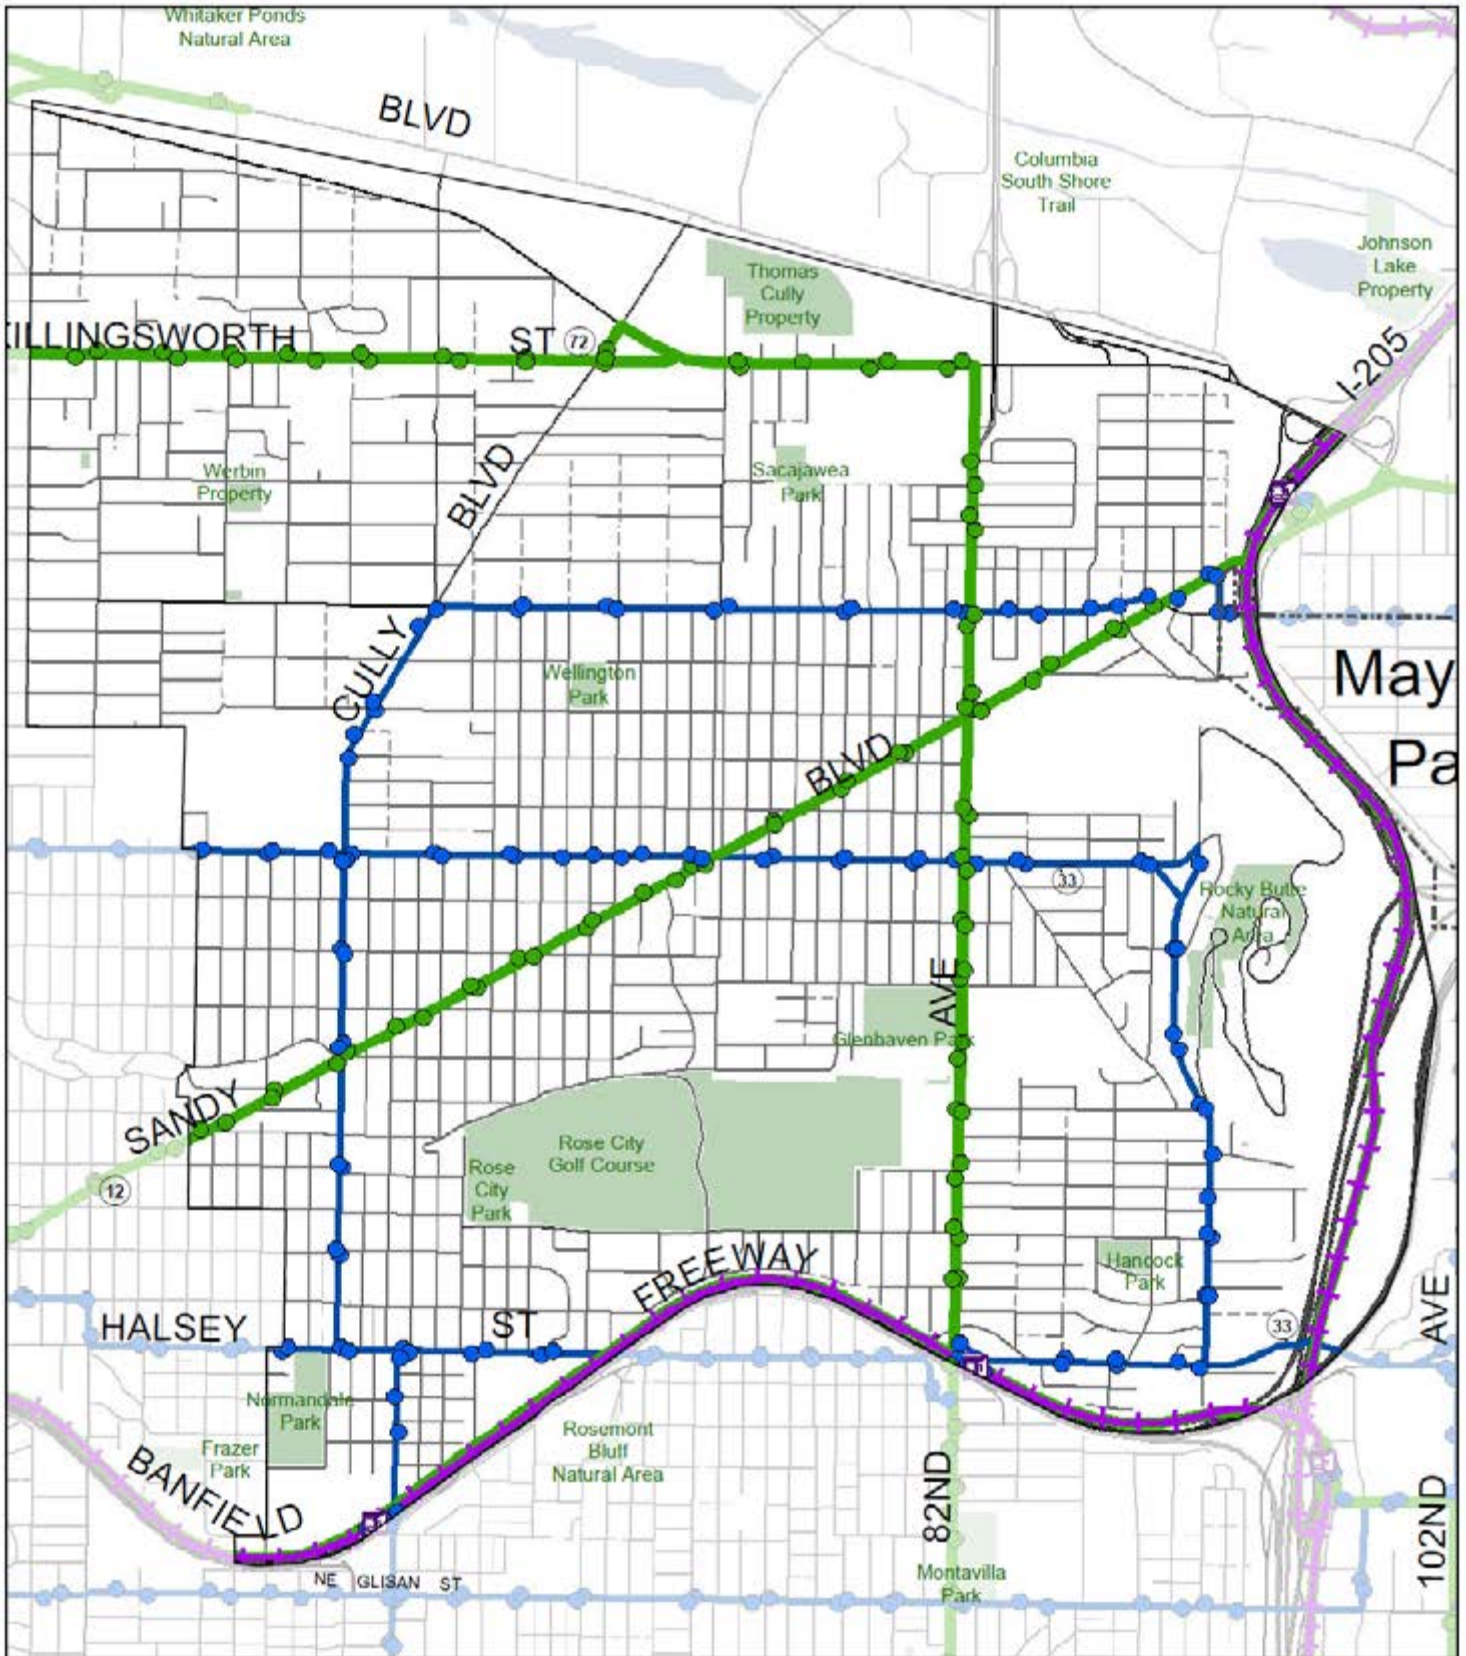 Whitaker Ponds
Natural Area
BLVD
Columbia
South Shore
Trail
Johnson
Lake
Property
Thomas
Cully
Property
KILLINGSWORTH
ST
72
I-205
BLVD
Werbin
Property
Sacajawea
Park
CULLY
Wellington
Park
May
Pa
BLVD
33
Rocky Butte
Natural
Area
AVE
Glenhaven Park
SANDY
12
Rose City
Golf Course
Rose
City
Park
FREEWAY
Hancock
Park
HALSEY
ST
33
AVE
Normandale
Park
Frazer
Park
Rosemont
Bluff
Natural Area
BANFIELD
82ND
102ND
NE GLISAN ST
Montavilla
Park